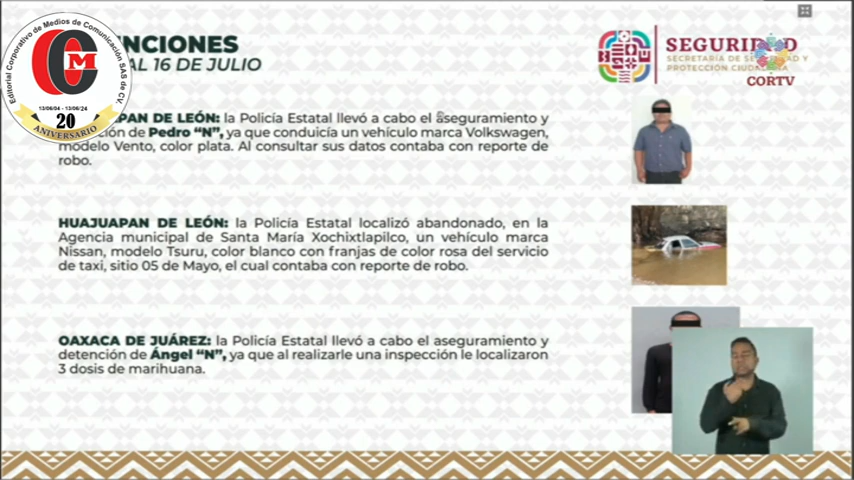 Editorial Corporativo de Medios de Comunicación SAS de CV.
CM
13/06/04 - 13/06/24
20
ANIVERSARIO
NCIONES
AL 16 DE JULIO
SEGURIDAD
SECRETARÍA DE SEGURIDAD Y
PROTECCIÓN CIUDADANA
CORTV
PAN DE LEÓN: la Policía Estatal llevó a cabo el aseguramiento y
ción de Pedro “N”, ya que conduicía un vehículo marca Volkswagen,
modelo Vento, color plata. Al consultar sus datos contaba con reporte de
robo.
HUAJUAPAN DE LEÓN: la Policía Estatal localizó abandonado, en la
Agencia municipal de Santa María Xochixtlapilco, un vehículo marca
Nissan, modelo Tsuru, color blanco con franjas de color rosa del servicio
de taxi, sitio 05 de Mayo, el cual contaba con reporte de robo.
OAXACA DE JUÁREZ: la Policía Estatal llevó a cabo el aseguramiento y
detención de Ángel “N”, ya que al realizarle una inspección le localizaron
3 dosis de marihuana.